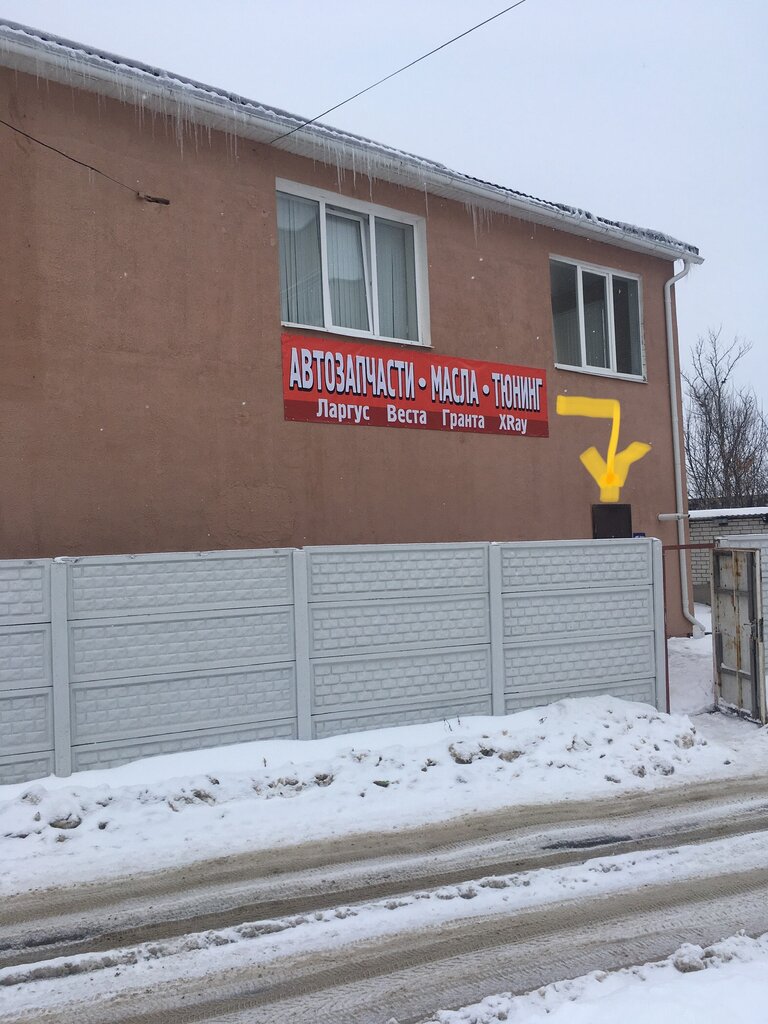 АВТОЗАПЧАСТИ • МАСЛА • ТЮНИНГ
Ларгус Веста Гранта XRay